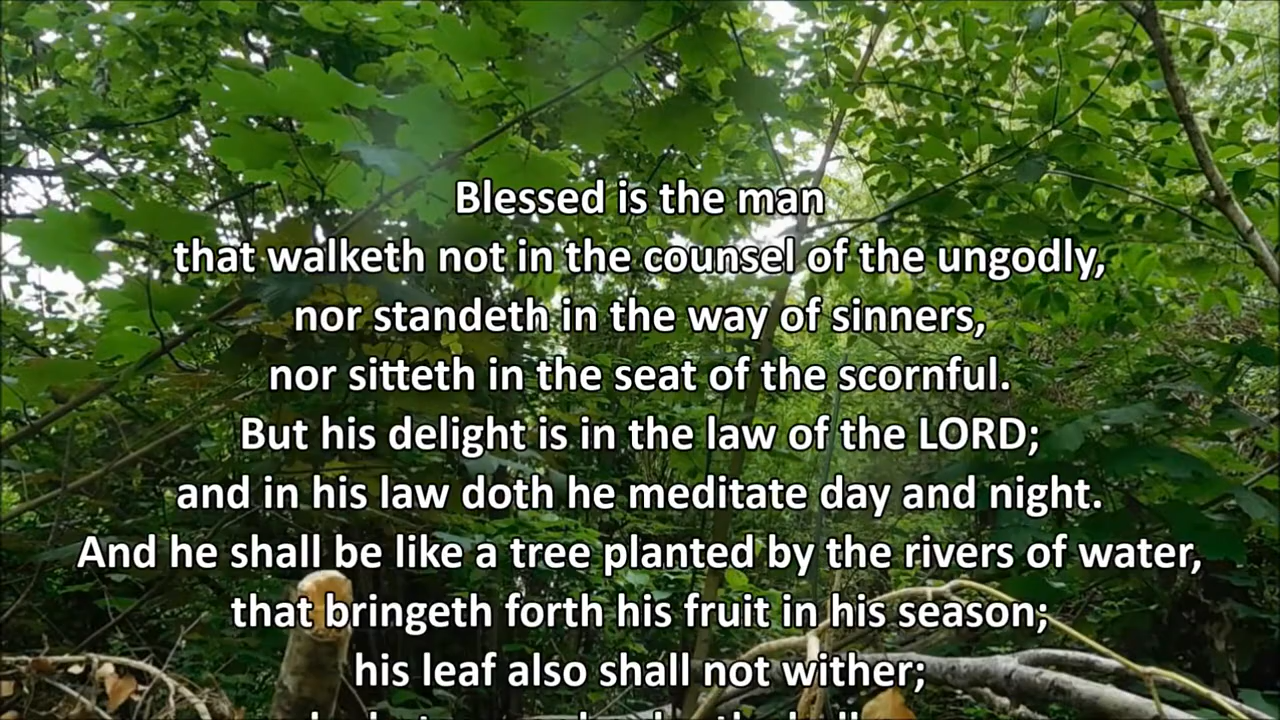 Blessed is the man
that walketh not in the counsel of the ungodly,
nor standeth in the way of sinners,
nor sitteth in the seat of the scornful.
But his delight is in the law of the LORD;
and in his law doth he meditate day and night.
And he shall be like a tree planted by the rivers of water,
that bringeth forth his fruit in his season;
his leaf also shall not wither;